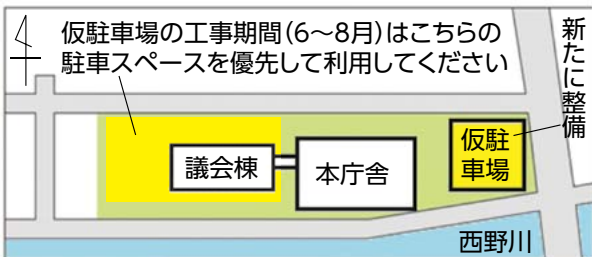 仮駐車場の工事期間(6～8月)はこちらの
駐車スペースを優先して利用してください
新たに整備
議会棟
本庁舎
仮駐
車場
西野川